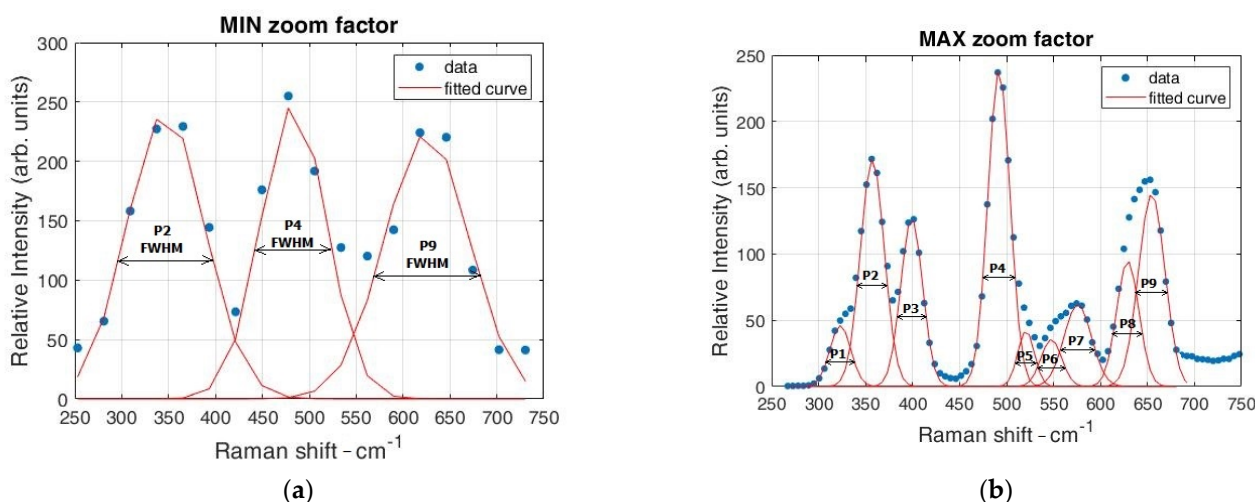 MIN zoom factor
300
250
200
150
100
50
0
Relative Intensity (arb. units)
data
fitted curve
P2
FWHM
P4
FWHM
P9
FWHM
250 300 350 400 450 500 550 600 650 700 750
Raman shift - cm-1
(a)
MAX zoom factor
250
200
150
100
50
0
Relative Intensity (arb. units)
data
fitted curve
P1
P2
P3
P4
P5
P6
P7
P8
P9
250 300 350 400 450 500 550 600 650 700 750
Raman shift - cm-1
(b)